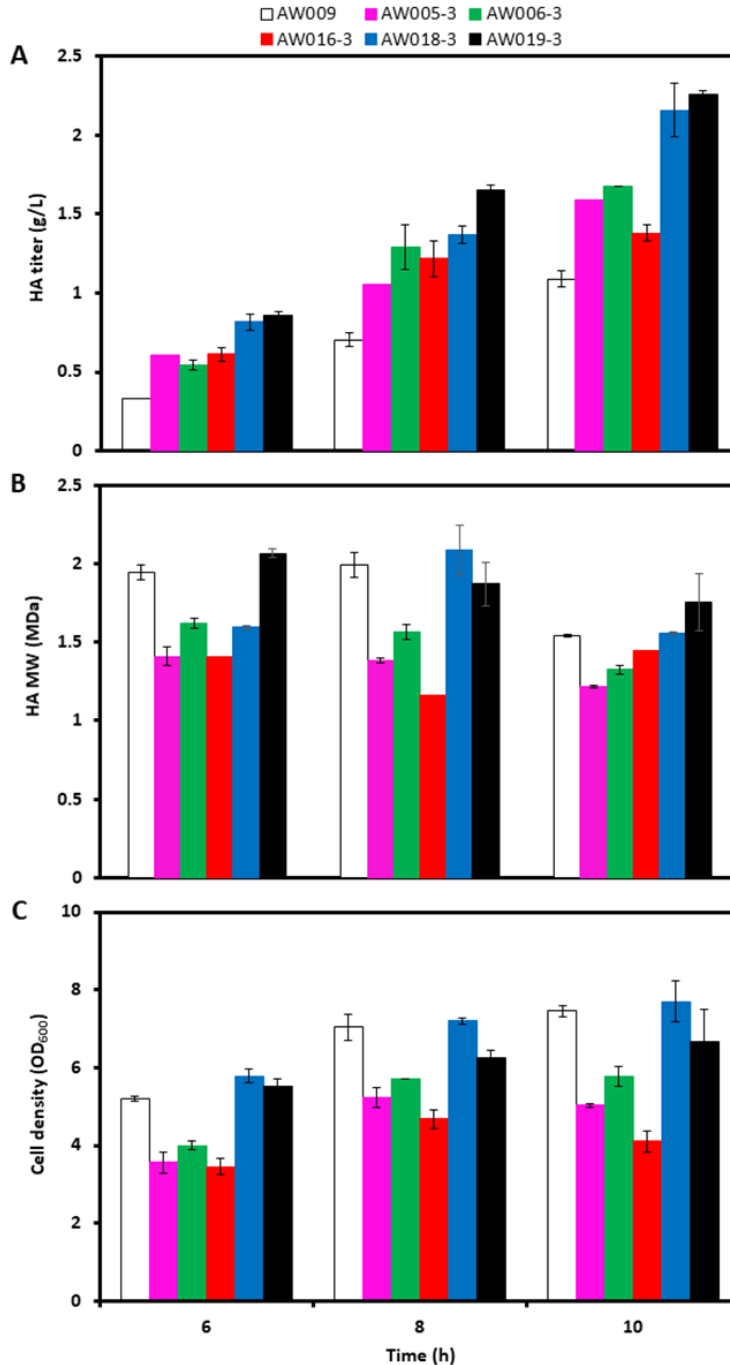 AW009 AW005-3 AW006-3
AW016-3 AW018-3 AW019-3
A
2.5
2
1.5
1
0.5
0
HA titer (g/L)
B
2.5
2
1.5
1
0.5
0
HA MW (MDa)
C
10
8
6
4
2
0
Cell density (OD600)
6 8 10
Time (h)